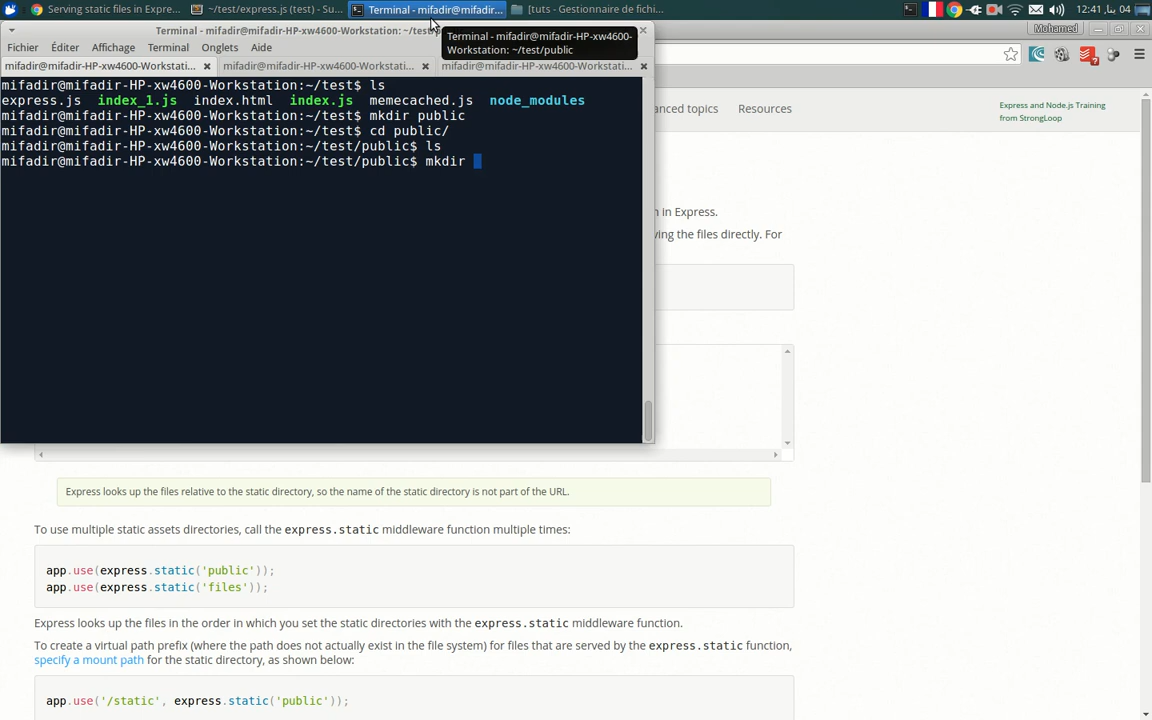 Serving static files in Expre...
~/test/express.js (test) - Su...
Terminal - mifadir@mifadir...
[tuts - Gestionnaire de fichi...
12:41 ,04
Mohamed
Terminal - mifadir@mifadir-HP-xw4600-Workstation: ~/test/p
Terminal - mifadir@mifadir-HP-xw4600-
Workstation: ~/test/public
Fichier Éditer Affichage Terminal Onglets Aide
mifadir@mifadir-HP-xw4600-Workstati...
mifadir@mifadir-HP-xw4600-Workstati...
mifadir@mifadir-HP-xw4600-Workstati...
mifadir@mifadir-HP-xw4600-Workstation:~/test$ ls
express.js index_1.js index.html index.js memecached.js node_modules
mifadir@mifadir-HP-xw4600-Workstation:~/test$ mkdir public
mifadir@mifadir-HP-xw4600-Workstation:~/test$ cd public/
mifadir@mifadir-HP-xw4600-Workstation:~/test/public$ ls
mifadir@mifadir-HP-xw4600-Workstation:~/test/public$ mkdir
anced topics Resources
Express and Node.js Training
from StrongLoop
in Express.
ving the files directly. For
Express looks up the files relative to the static directory, so the name of the static directory is not part of the URL.
To use multiple static assets directories, call the express.static middleware function multiple times:
app.use(express.static('public'));
app.use(express.static('files'));
Express looks up the files in the order in which you set the static directories with the express.static middleware function.
To create a virtual path prefix (where the path does not actually exist in the file system) for files that are served by the express.static function,
specify a mount path for the static directory, as shown below:
app.use('/static', express.static('public'));